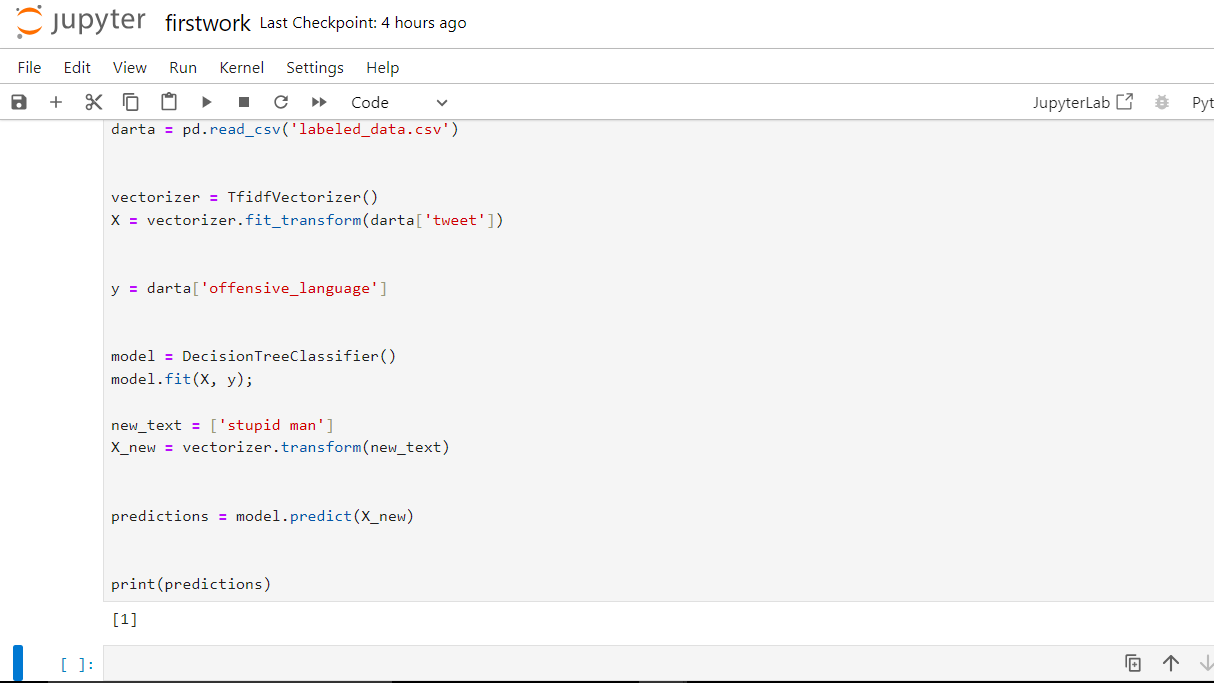 jupyter firstwork Last Checkpoint: 4 hours ago
File Edit View Run Kernel Settings Help
Code JupyterLab Pyt
darta = pd.read_csv('labeled_data.csv')
vectorizer = TfidfVectorizer()
X = vectorizer.fit_transform(darta['tweet'])
y = darta['offensive_language']
model = DecisionTreeClassifier()
model.fit(X, y);
new_text = ['stupid man']
X_new = vectorizer.transform(new_text)
predictions = model.predict(X_new)
print(predictions)
[1]
[ ]: